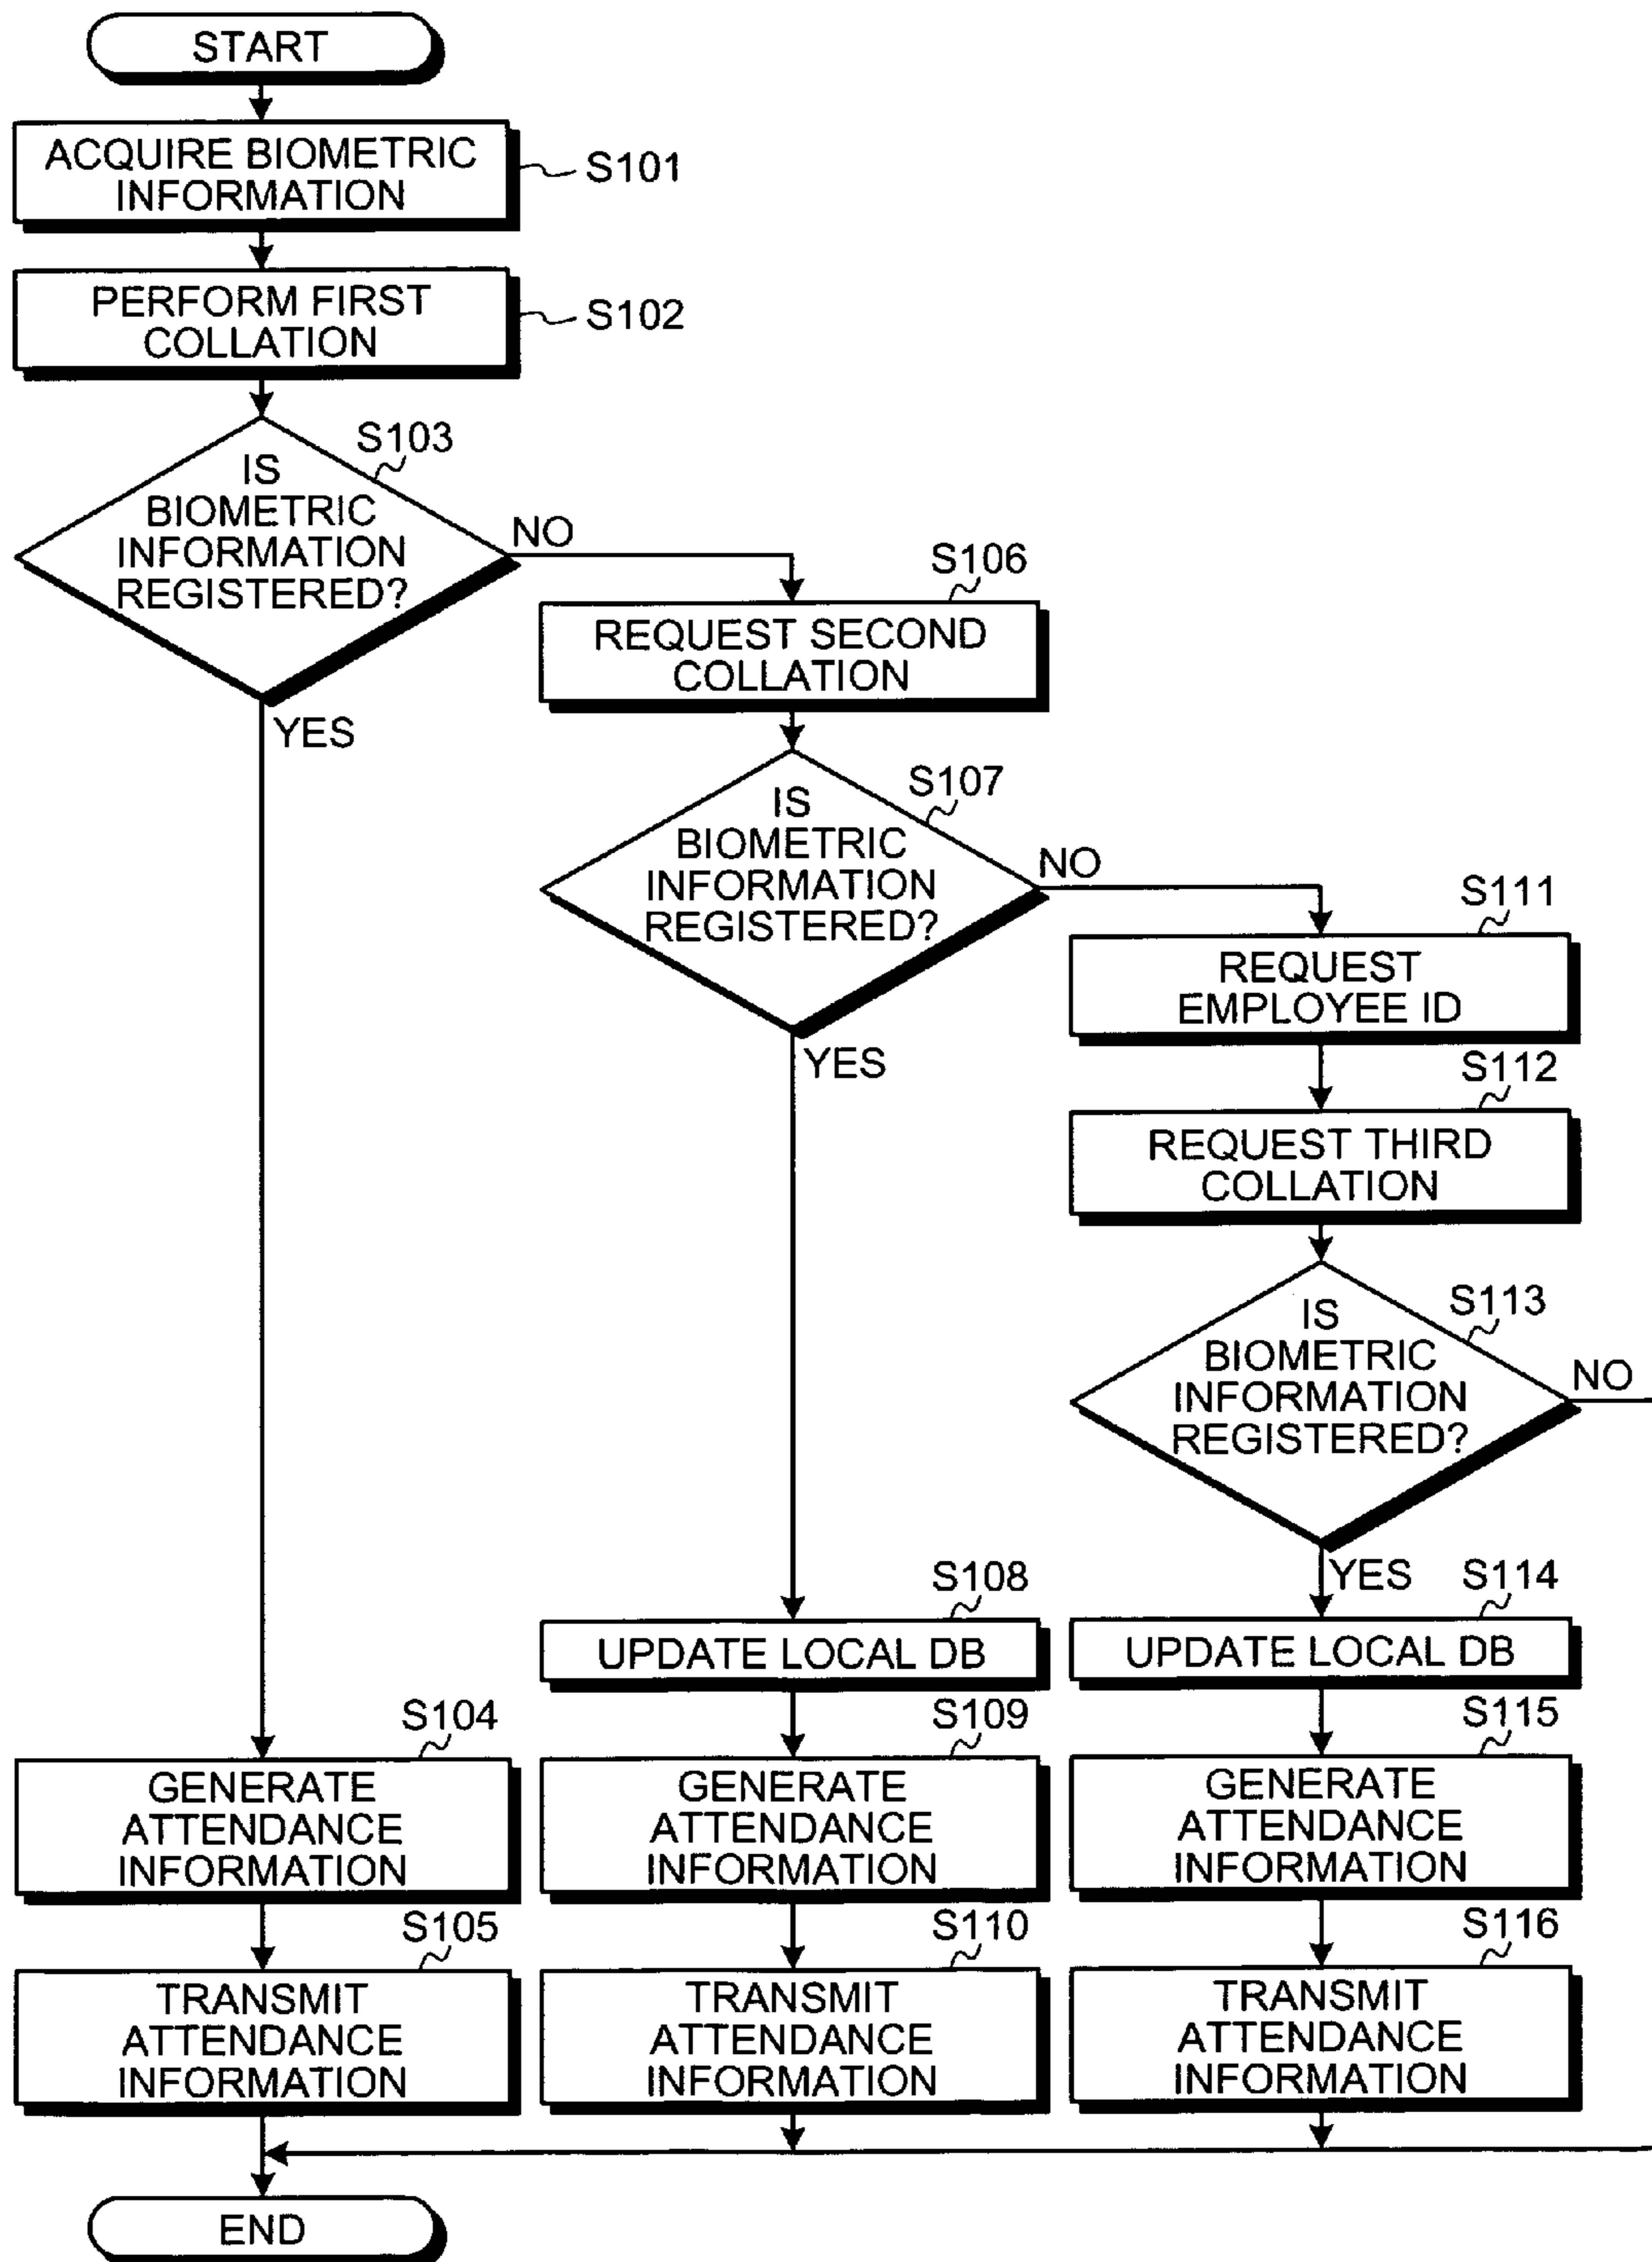 START
ACQUIRE BIOMETRIC
INFORMATION
S101
PERFORM FIRST
COLLATION
S102
S103
IS
BIOMETRIC
INFORMATION
REGISTERED?
NO
YES
S106
REQUEST SECOND
COLLATION
S107
IS
BIOMETRIC
INFORMATION
REGISTERED?
NO
YES
S111
REQUEST
EMPLOYEE ID
S112
REQUEST THIRD
COLLATION
S113
IS
BIOMETRIC
INFORMATION
REGISTERED?
NO
YES
S104
GENERATE
ATTENDANCE
INFORMATION
S105
TRANSMIT
ATTENDANCE
INFORMATION
S108
UPDATE LOCAL DB
S109
GENERATE
ATTENDANCE
INFORMATION
S110
TRANSMIT
ATTENDANCE
INFORMATION
S114
UPDATE LOCAL DB
S115
GENERATE
ATTENDANCE
INFORMATION
S116
TRANSMIT
ATTENDANCE
INFORMATION
END